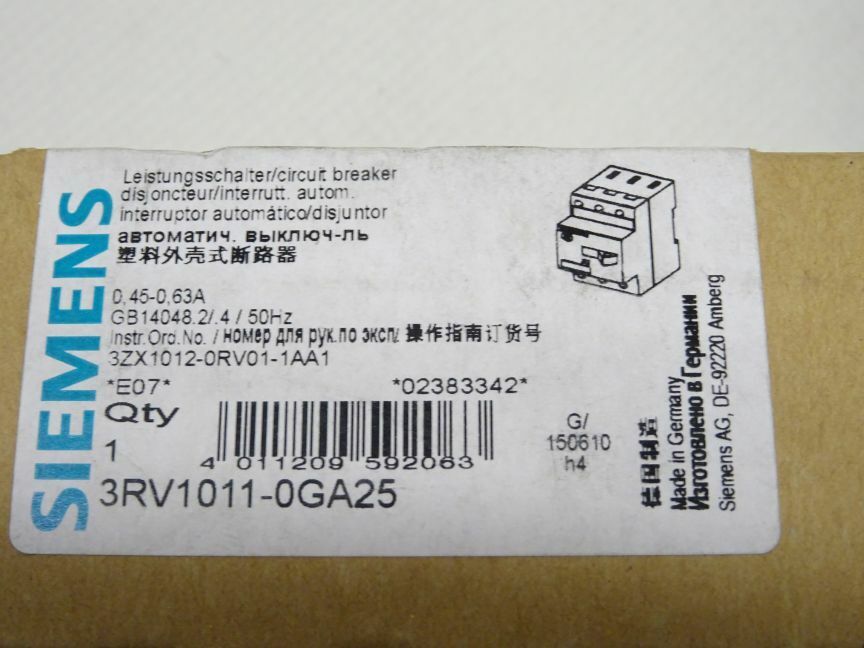 SIEMENS
Leistungsschalter/circuit breaker
disjoncteur/interrutt. autom.
interruptor automático/disjuntor
автоматич. выключ-ль
塑料外壳式断路器
0,45-0,63A
GB14048.2/.4 / 50Hz
Instr.Ord.No. / номер для рук.по эксп/ 操作指南订货号
3ZX1012-0RV01-1AA1
*E07* *02383342*
Qty
1
4 011209 592063
3RV1011-0GA25
G/
150610
h4
德国制造
Made in Germany
Изготовлено в Германии
Siemens AG, DE-92220 Amberg